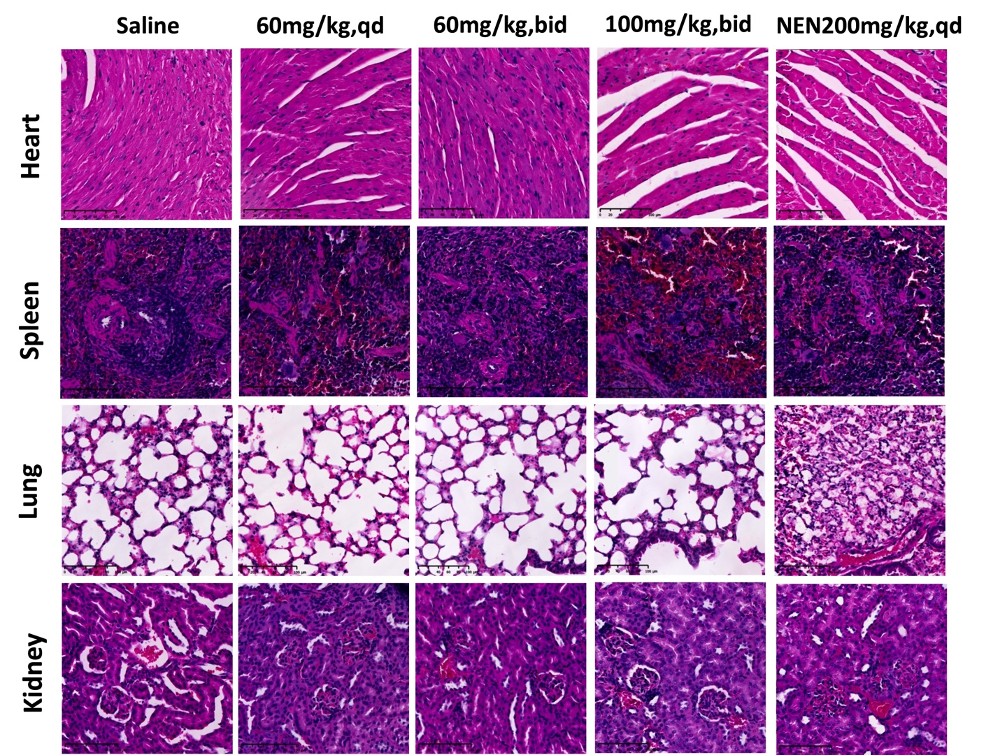 Saline 60mg/kg,qd 60mg/kg,bid 100mg/kg,bid NEN200mg/kg,qd
Heart
Spleen
Lung
Kidney